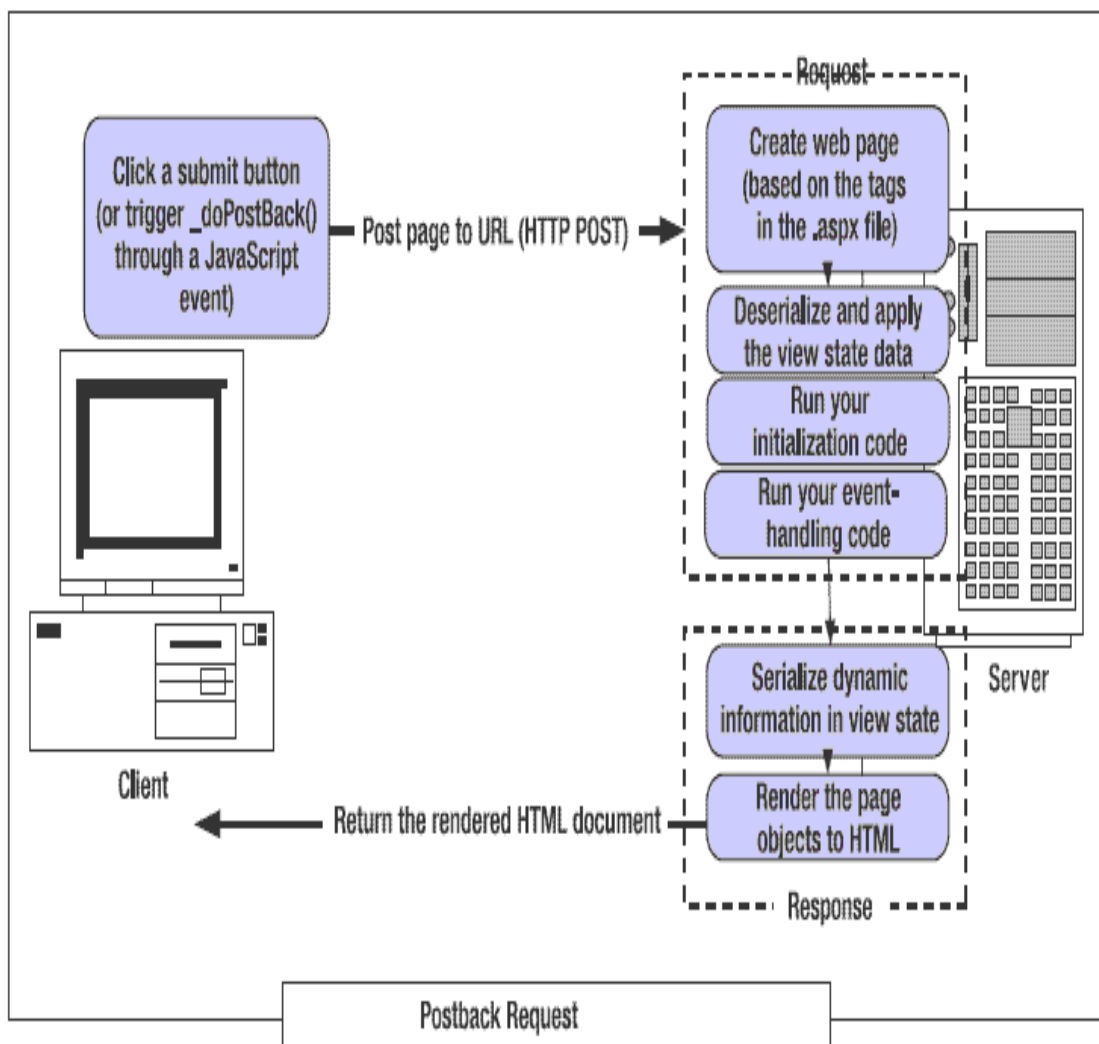 Request
Click a submit button
(or trigger _doPostBack()
through a JavaScript
event)
Post page to URL (HTTP POST)
Create web page
(based on the tags
in the .aspx file)
Deserialize and apply
the view state data
Run your
initialization code
Run your event-
handling code
Server
Serialize dynamic
information in view state
Client
Return the rendered HTML document
Render the page
objects to HTML
Response
Postback Request